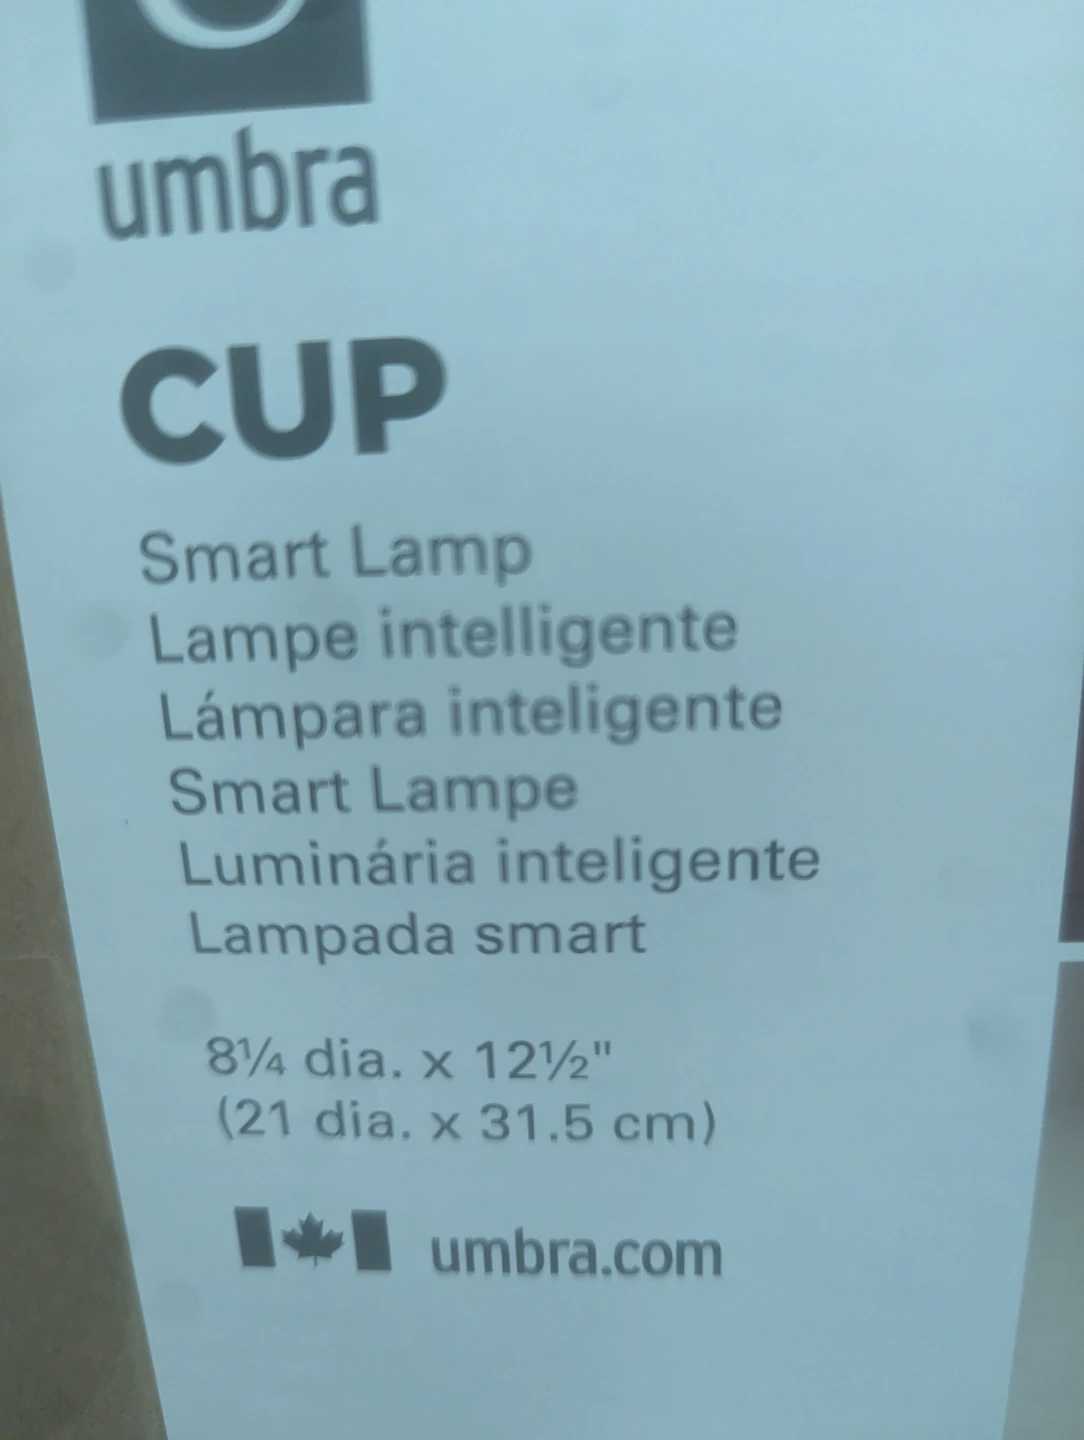 umbra
CUP
Smart Lamp
Lampe intelligente
Lámpara inteligente
Smart Lampe
Luminária inteligente
Lampada smart
8¼ dia. x 12½"
(21 dia. x 31.5 cm)
umbra.com